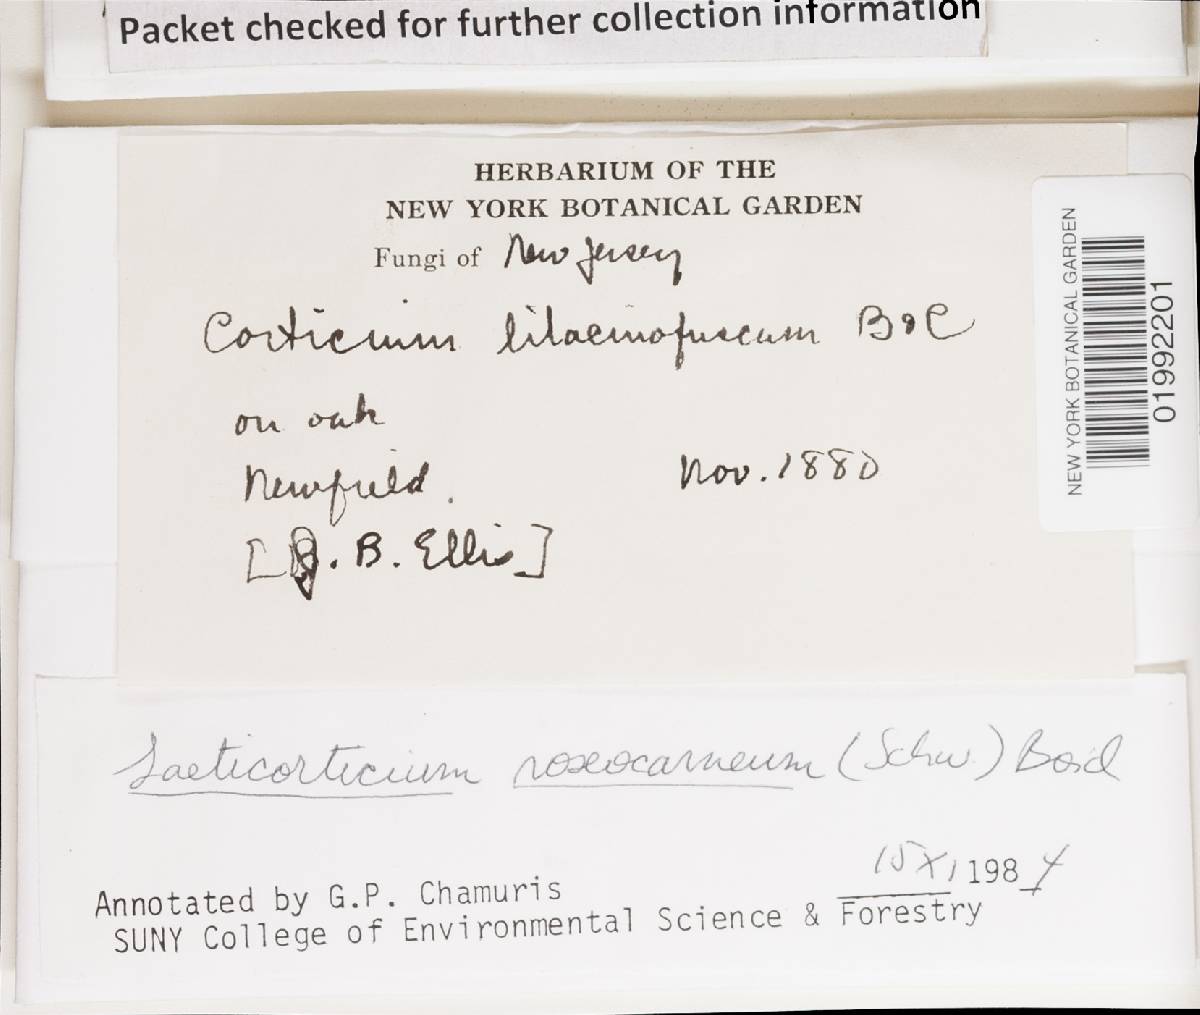 Packet checked for further collection information
HERBARIUM OF THE
NEW YORK BOTANICAL GARDEN
Fungi of New Jersey
Corticium lilacinofuscum B & C
on oak
Newfield. Nov. 1880
[J. B. Ellis]
NEW YORK BOTANICAL GARDEN
01992201
Laeticorticium roseocarneum (Schw.) Boid
15 XI 1984
Annotated by G.P. Chamuris
SUNY College of Environmental Science & Forestry